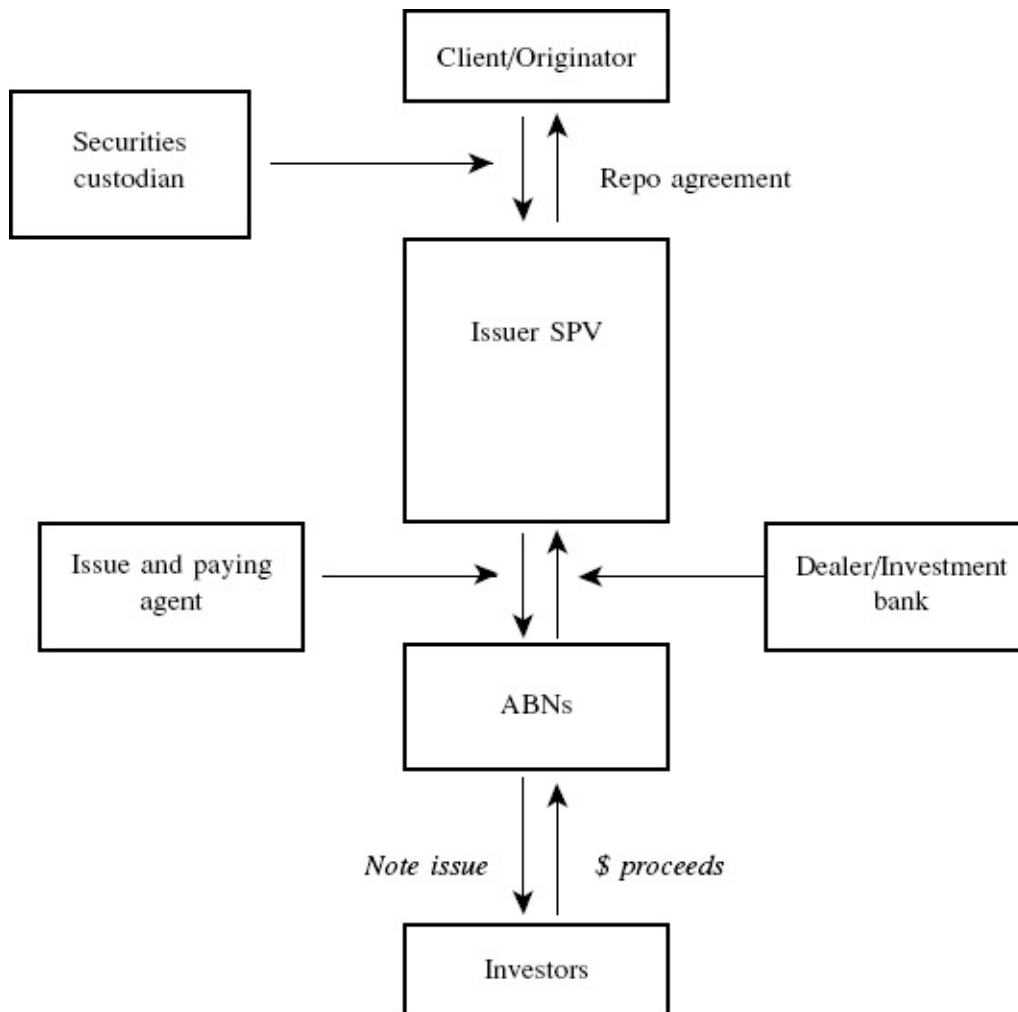 Client/Originator
Securities
custodian
Repo agreement
Issuer SPV
Issue and paying
agent
Dealer/Investment
bank
ABNs
Note issue
$ proceeds
Investors